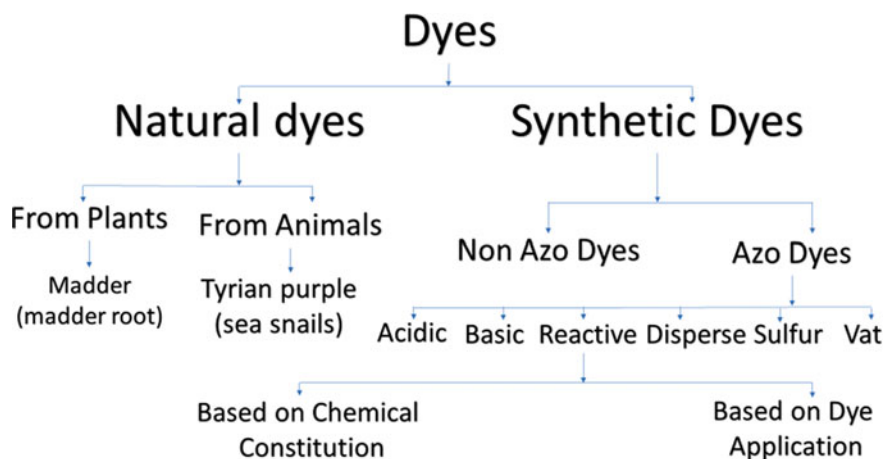 Dyes
Natural dyes
Synthetic Dyes
From Plants
From Animals
Non Azo Dyes
Azo Dyes
Madder
(madder root)
Tyrian purple
(sea snails)
Acidic
Basic
Reactive
Disperse
Sulfur
Vat
Based on Chemical
Constitution
Based on Dye
Application